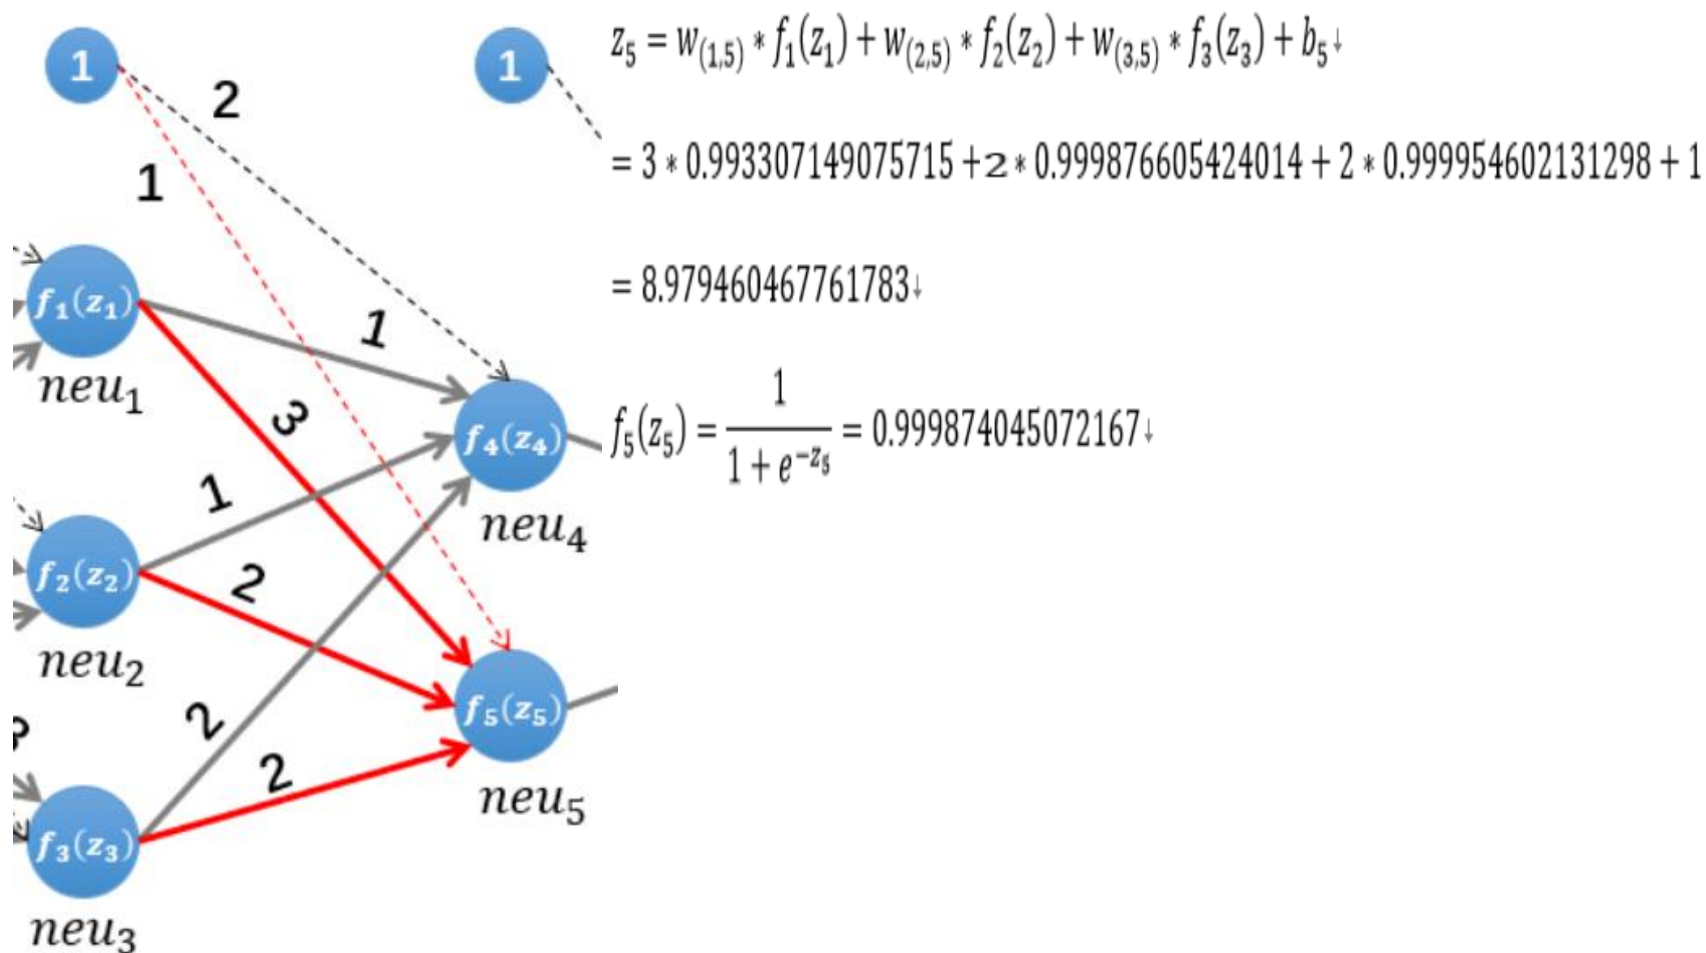 1
1
2
1
f₁(z₁)
neu₁
1
3
f₄(z₄)
neu₄
1
f₂(z₂)
neu₂
2
2
f₅(z₅)
neu₅
3
2
f₃(z₃)
neu₃
z₅ = w₍₁,₅₎ * f₁(z₁) + w₍₂,₅₎ * f₂(z₂) + w₍₃,₅₎ * f₃(z₃) + b₅↓
= 3 * 0.993307149075715 + 2 * 0.999876605424014 + 2 * 0.999954602131298 + 1
= 8.979460467761783↓
f₅(z₅) = 1 / (1 + e^(-z₅)) = 0.999874045072167↓